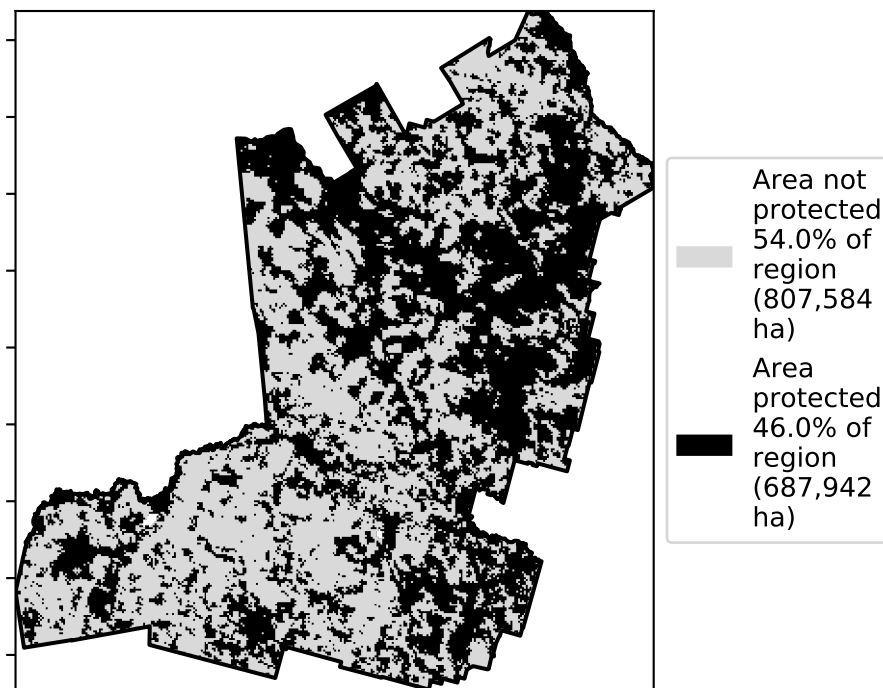 Area not
protected
54.0% of
region
(807,584
ha)
Area
protected
46.0% of
region
(687,942
ha)